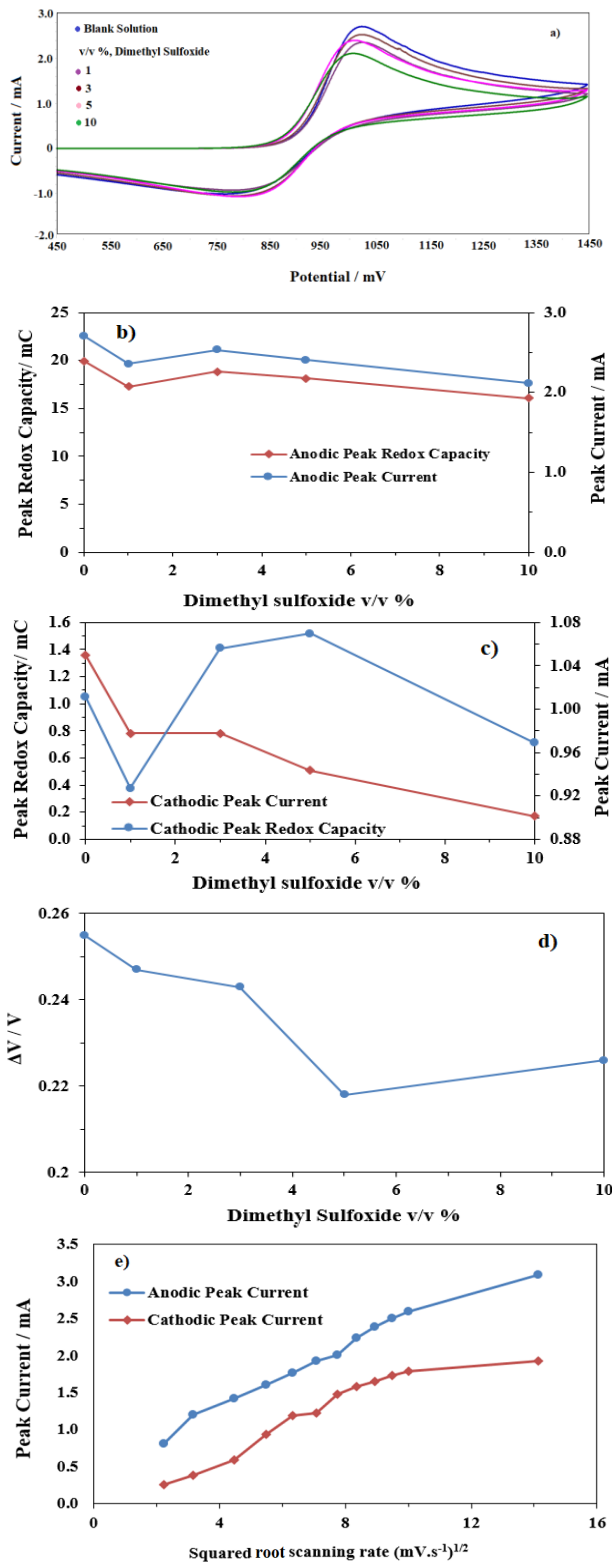 Blank Solution
a)
v/v %, Dimethyl Sulfoxide
1
3
5
10
3.0
2.0
1.0
0
-1.0
2.0
Current / mA
450 550 650 750 850 950 1050 1150 1250 1350 1450
Potential / mV
b)
25
20
15
10
5
0
Peak Redox Capacity/ mC
3.0
2.0
1.0
0.0
Peak Current / mA
Anodic Peak Redox Capacity
Anodic Peak Current
0 2 4 6 8 10
Dimethyl sulfoxide v/v %
c)
1.6
1.4
1.2
1.0
0.8
0.6
0.4
0.2
0.0
Peak Redox Capacity/ mC
1.08
1.04
1.00
0.96
0.92
0.88
Peak Current / mA
Cathodic Peak Current
Cathodic Peak Redox Capacity
0 2 4 6 8 10
Dimethyl sulfoxide v/v %
d)
0.26
0.24
0.22
0.2
ΔV / V
0 2 4 6 8 10
Dimethyl Sulfoxide v/v %
e)
3.5
3.0
2.5
2.0
1.5
1.0
0.5
0.0
Peak Current / mA
Anodic Peak Current
Cathodic Peak Current
0 4 8 12 16
Squared root scanning rate (mV.s⁻¹)¹/²